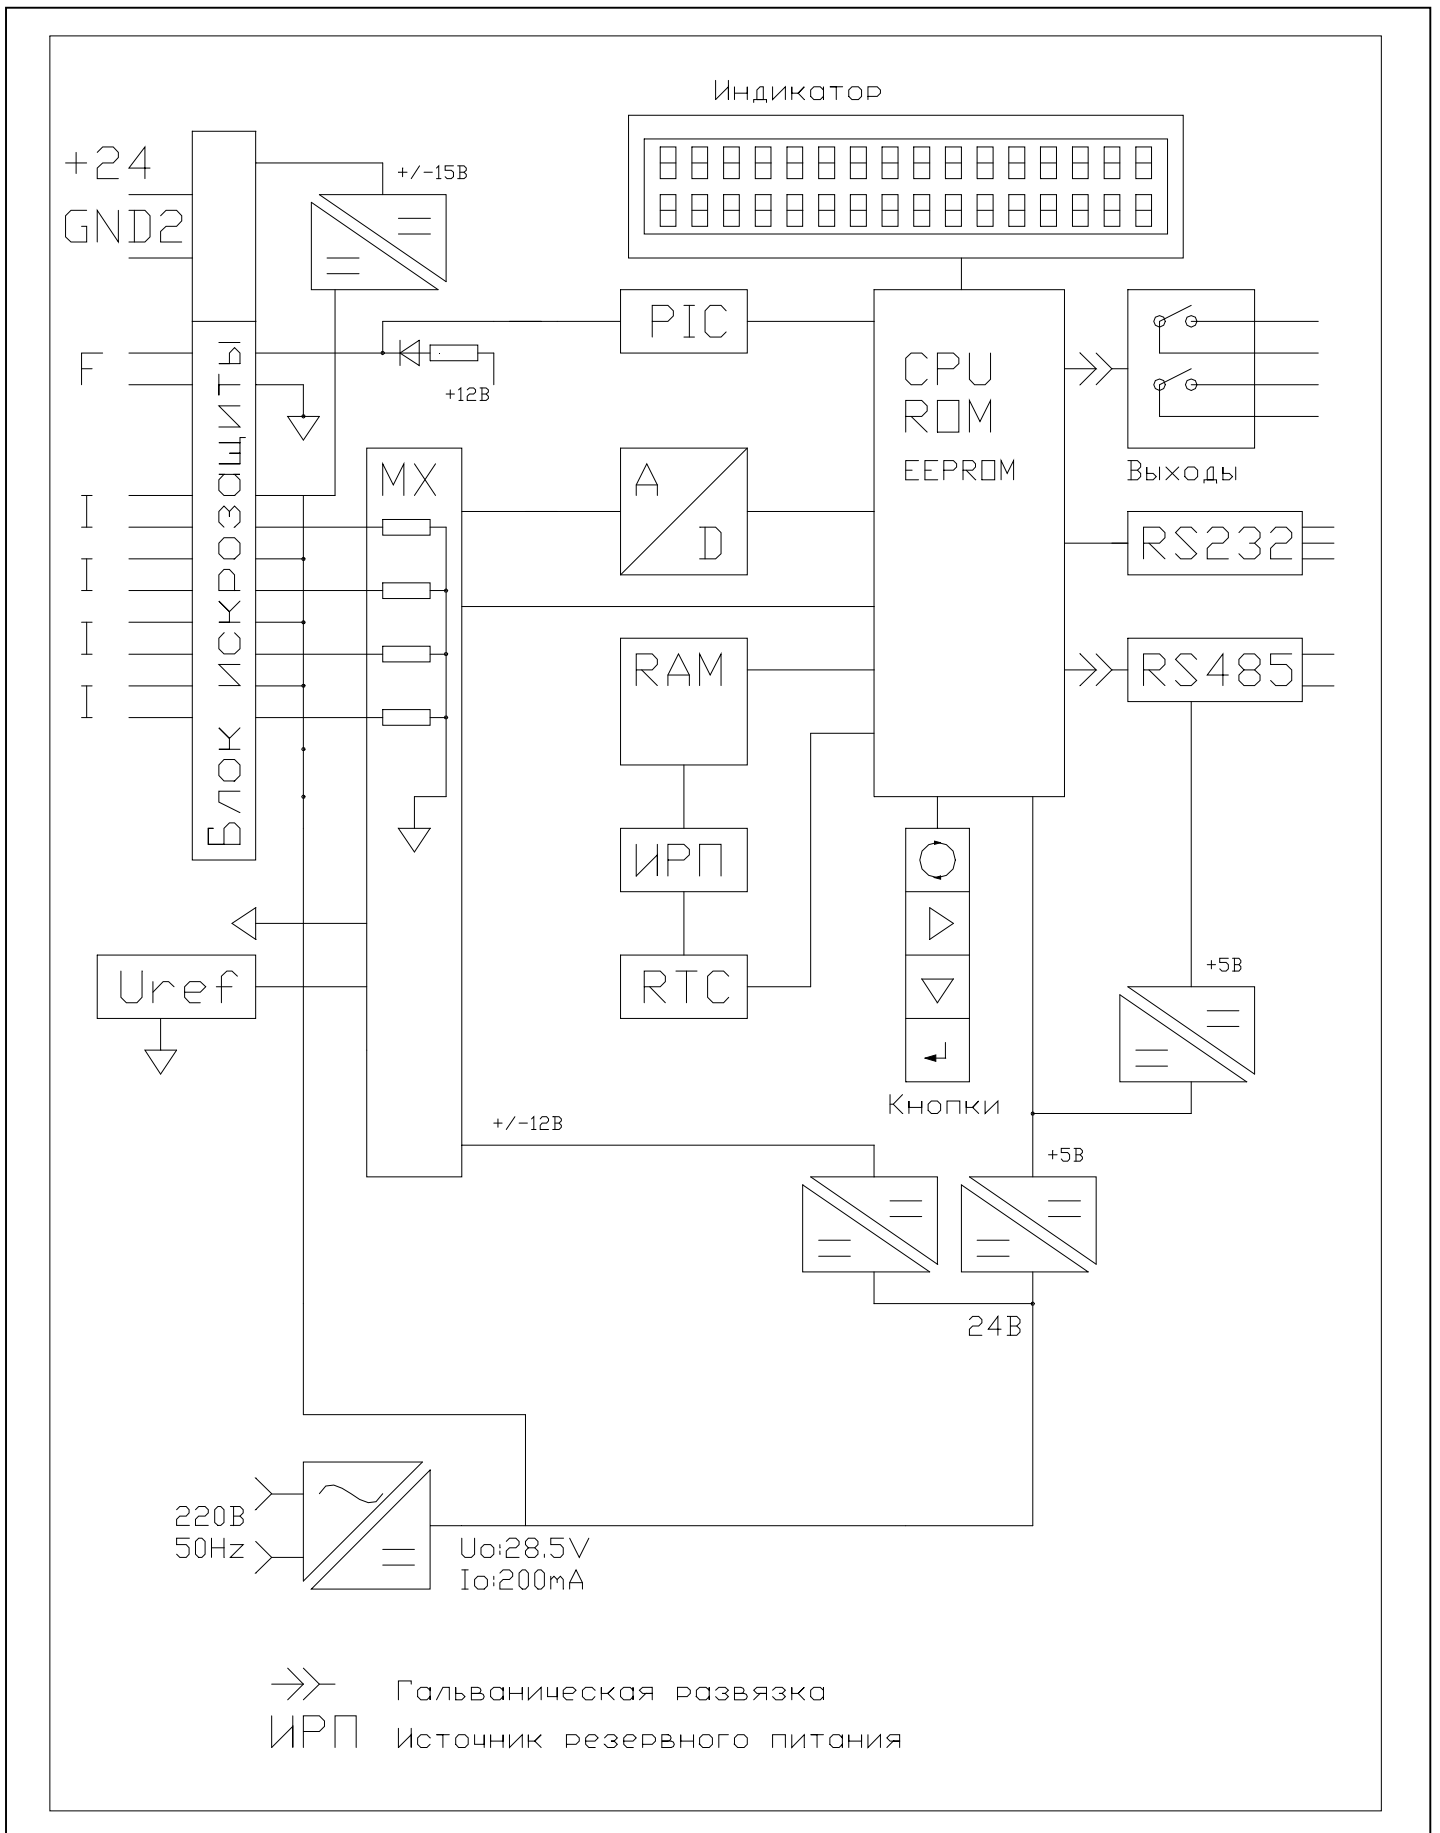 Индикатор
+24
+/-15В
GND2
PIC
F
+12В
CPU
ROM
EEPROM
Блок искрозащиты
MX
A
D
Выходы
I
RS232
I
I
RAM
RS485
I
ИРП
Uref
RTC
+5В
Кнопки
+/-12В
+5В
24В
220В
50Hz
Uo:28.5V
Io:200mA
Гальваническая развязка
ИРП Источник резервного питания